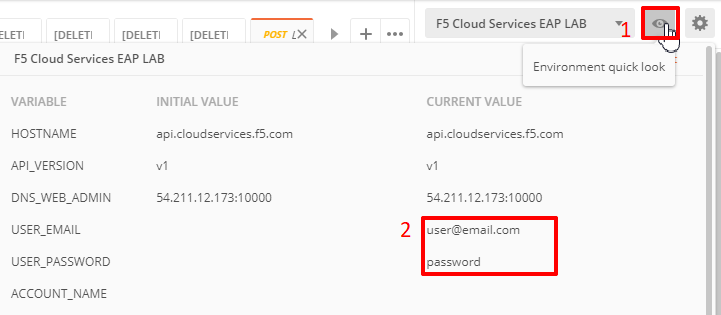 [DELETI [DELETI [DELETI POST L F5 Cloud Services EAP LAB 1
F5 Cloud Services EAP LAB
Environment quick look
VARIABLE INITIAL VALUE CURRENT VALUE
HOSTNAME api.cloudservices.f5.com api.cloudservices.f5.com
API_VERSION v1 v1
DNS_WEB_ADMIN 54.211.12.173:10000 54.211.12.173:10000
USER_EMAIL 2 user@email.com
USER_PASSWORD password
ACCOUNT_NAME